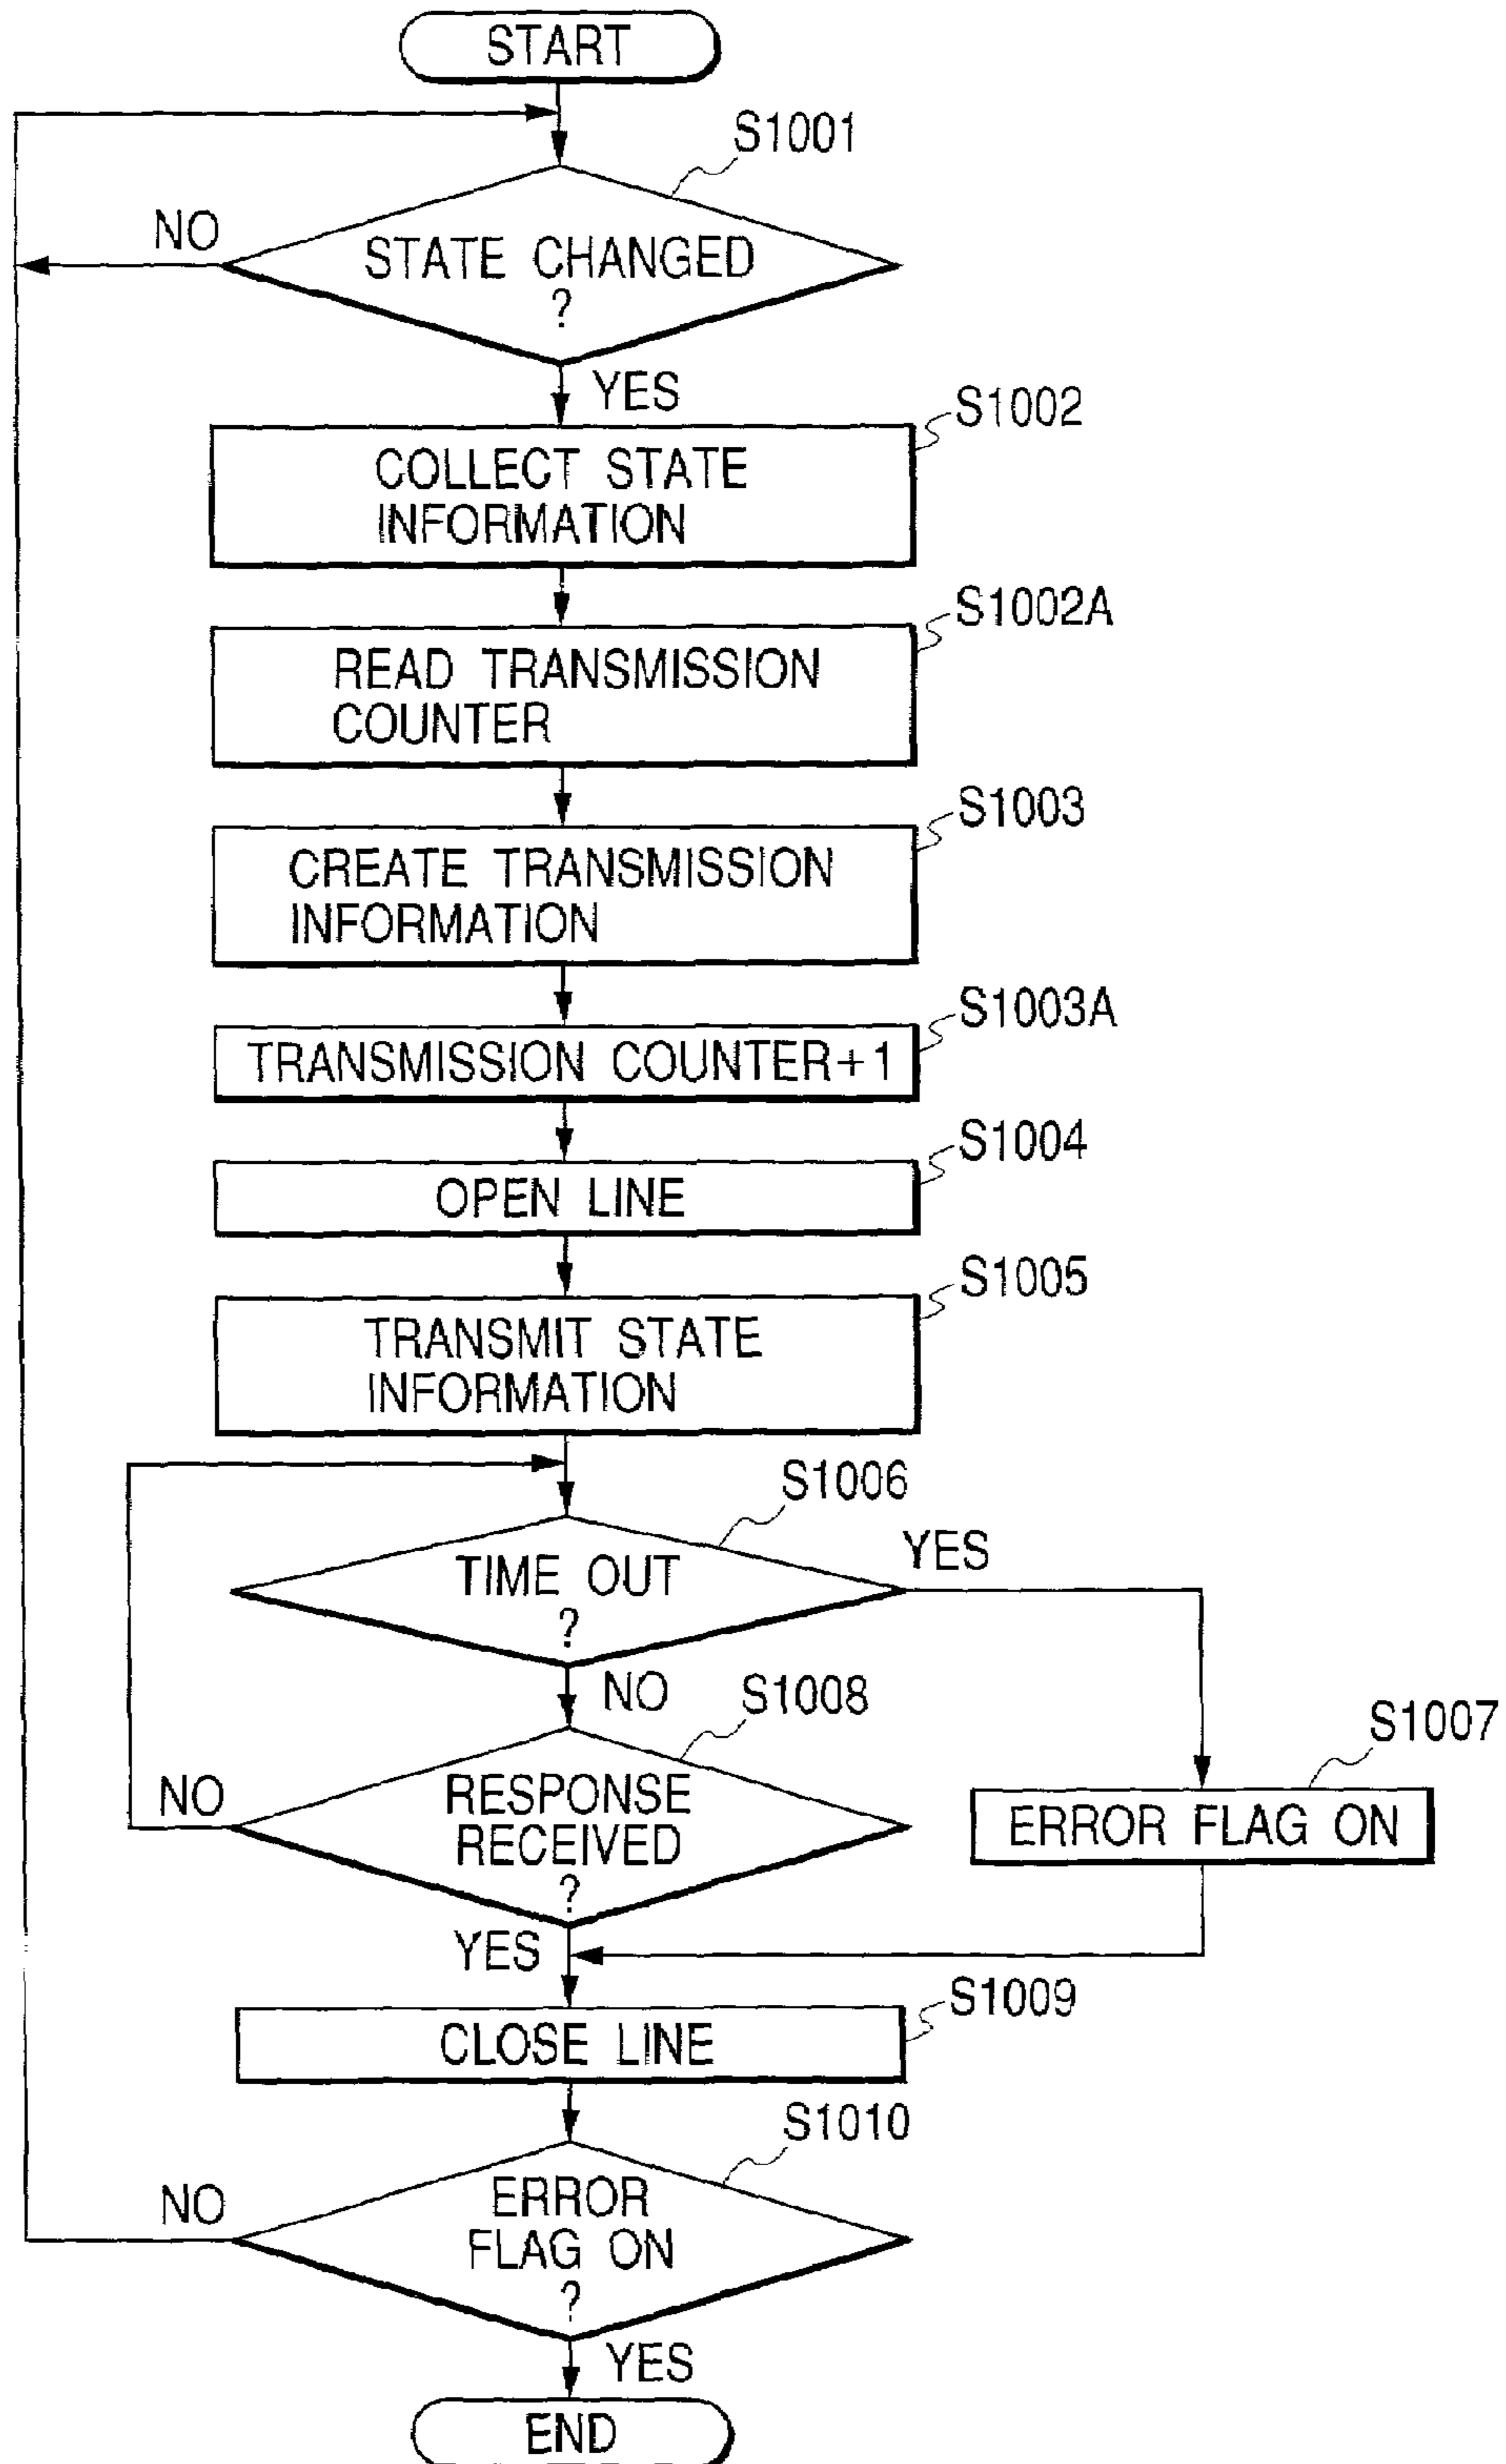 START
S1001
NO
STATE CHANGED
?
YES
S1002
COLLECT STATE
INFORMATION
S1002A
READ TRANSMISSION
COUNTER
S1003
CREATE TRANSMISSION
INFORMATION
S1003A
TRANSMISSION COUNTER+1
S1004
OPEN LINE
S1005
TRANSMIT STATE
INFORMATION
S1006
TIME OUT
?
YES
NO
S1008
S1007
NO
RESPONSE
RECEIVED
?
ERROR FLAG ON
YES
S1009
CLOSE LINE
S1010
NO
ERROR
FLAG ON
?
YES
END